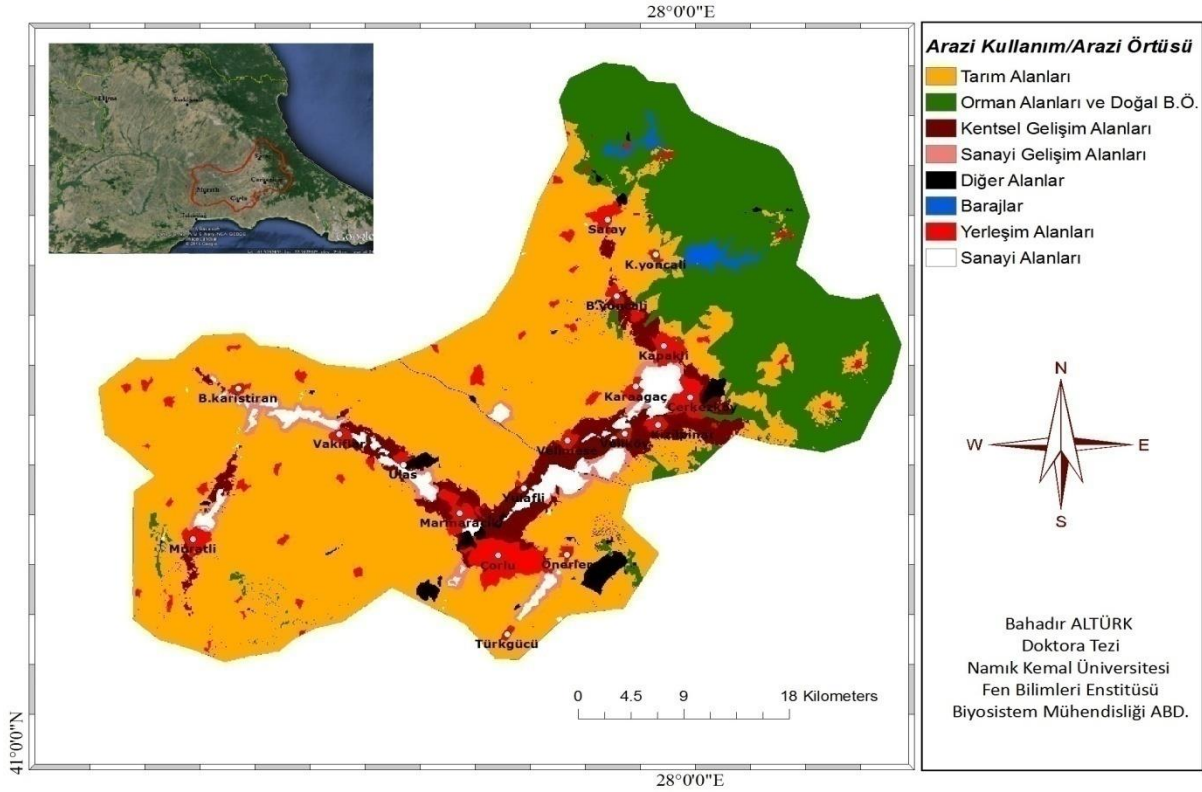 28°0'0"E
Arazi Kullanım/Arazi Örtüsü
Tarım Alanları
Orman Alanları ve Doğal B.Ö.
Kentsel Gelişim Alanları
Sanayi Gelişim Alanları
Diğer Alanlar
Barajlar
Yerleşim Alanları
Sanayi Alanları
Saray
K.yoncali
B.yoncali
Kapakli
Karaagaç
Çerkezköy
B.karistiran
Vakiflar
Velimese
Ulas
Yulafli
Marmaracik
Muratli
Çorlu
Önerler
Türkgücü
N
W
E
S
0 4.5 9 18 Kilometers
Bahadır ALTÜRK
Doktora Tezi
Namık Kemal Üniversitesi
Fen Bilimleri Enstitüsü
Biyosistem Mühendisliği ABD.
41°0'0"N
28°0'0"E